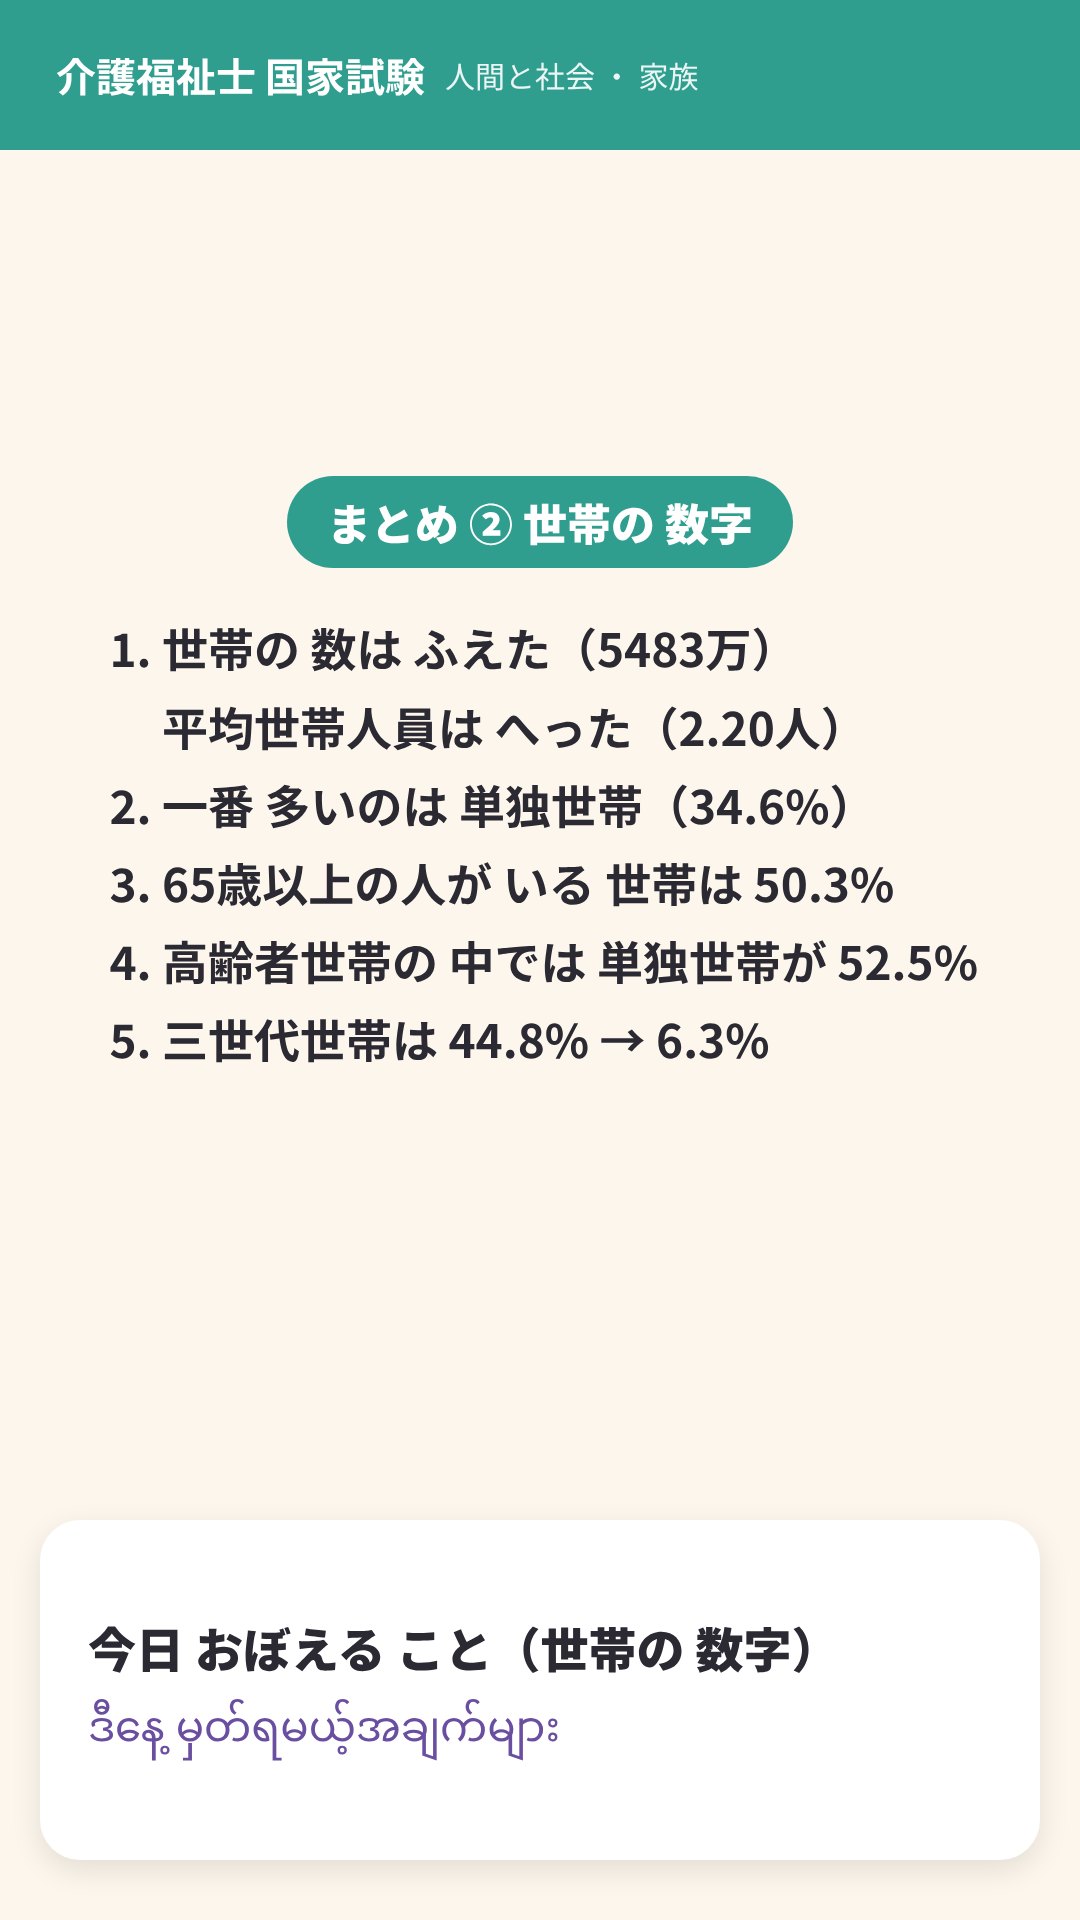 介護福祉士 国家試験 人間と社会 ・ 家族
まとめ ② 世帯の 数字
1. 世帯の 数は ふえた（5483万）
平均世帯人員は へった（2.20人）
2. 一番 多いのは 単独世帯（34.6%）
3. 65歳以上の人が いる 世帯は 50.3%
4. 高齢者世帯の 中では 単独世帯が 52.5%
5. 三世代世帯は 44.8% → 6.3%
今日 おぼえる こと（世帯の 数字）
ဒီနေ့ မှတ်ရမယ့်အချက်များ